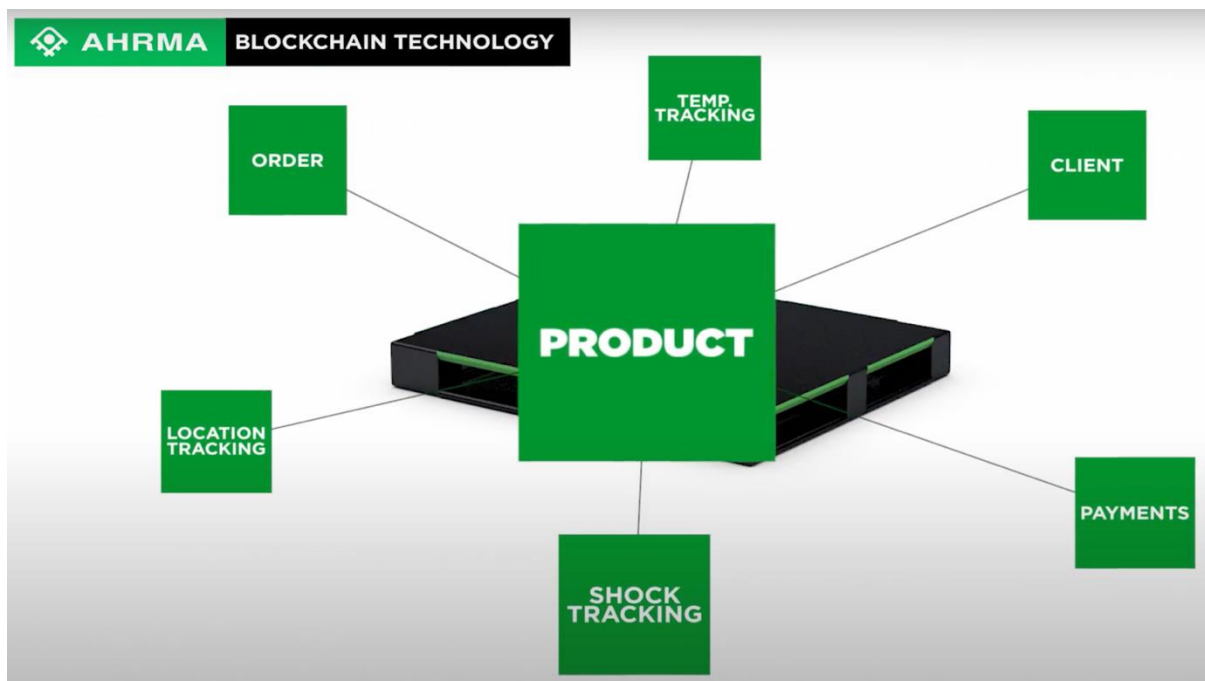 AHRMA BLOCKCHAIN TECHNOLOGY
TEMP.
TRACKING
ORDER
CLIENT
PRODUCT
LOCATION
TRACKING
PAYMENTS
SHOCK
TRACKING